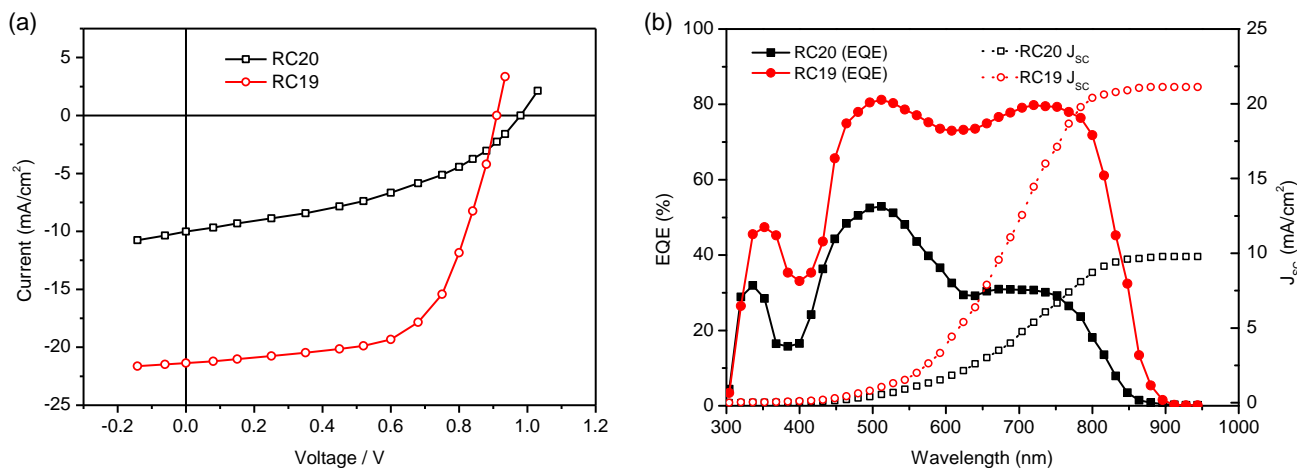 (a)
5
0
-5
-10
-15
-20
-25
-0.2
0.0
0.2
0.4
0.6
0.8
1.0
1.2
Current (mA/cm²)
Voltage / V
RC20
RC19
(b)
100
80
60
40
20
0
300
400
500
600
700
800
900
1000
25
20
15
10
5
0
EQE (%)
Wavelength (nm)
J_SC (mA/cm²)
RC20 (EQE)
RC19 (EQE)
RC20 J_SC
RC19 J_SC